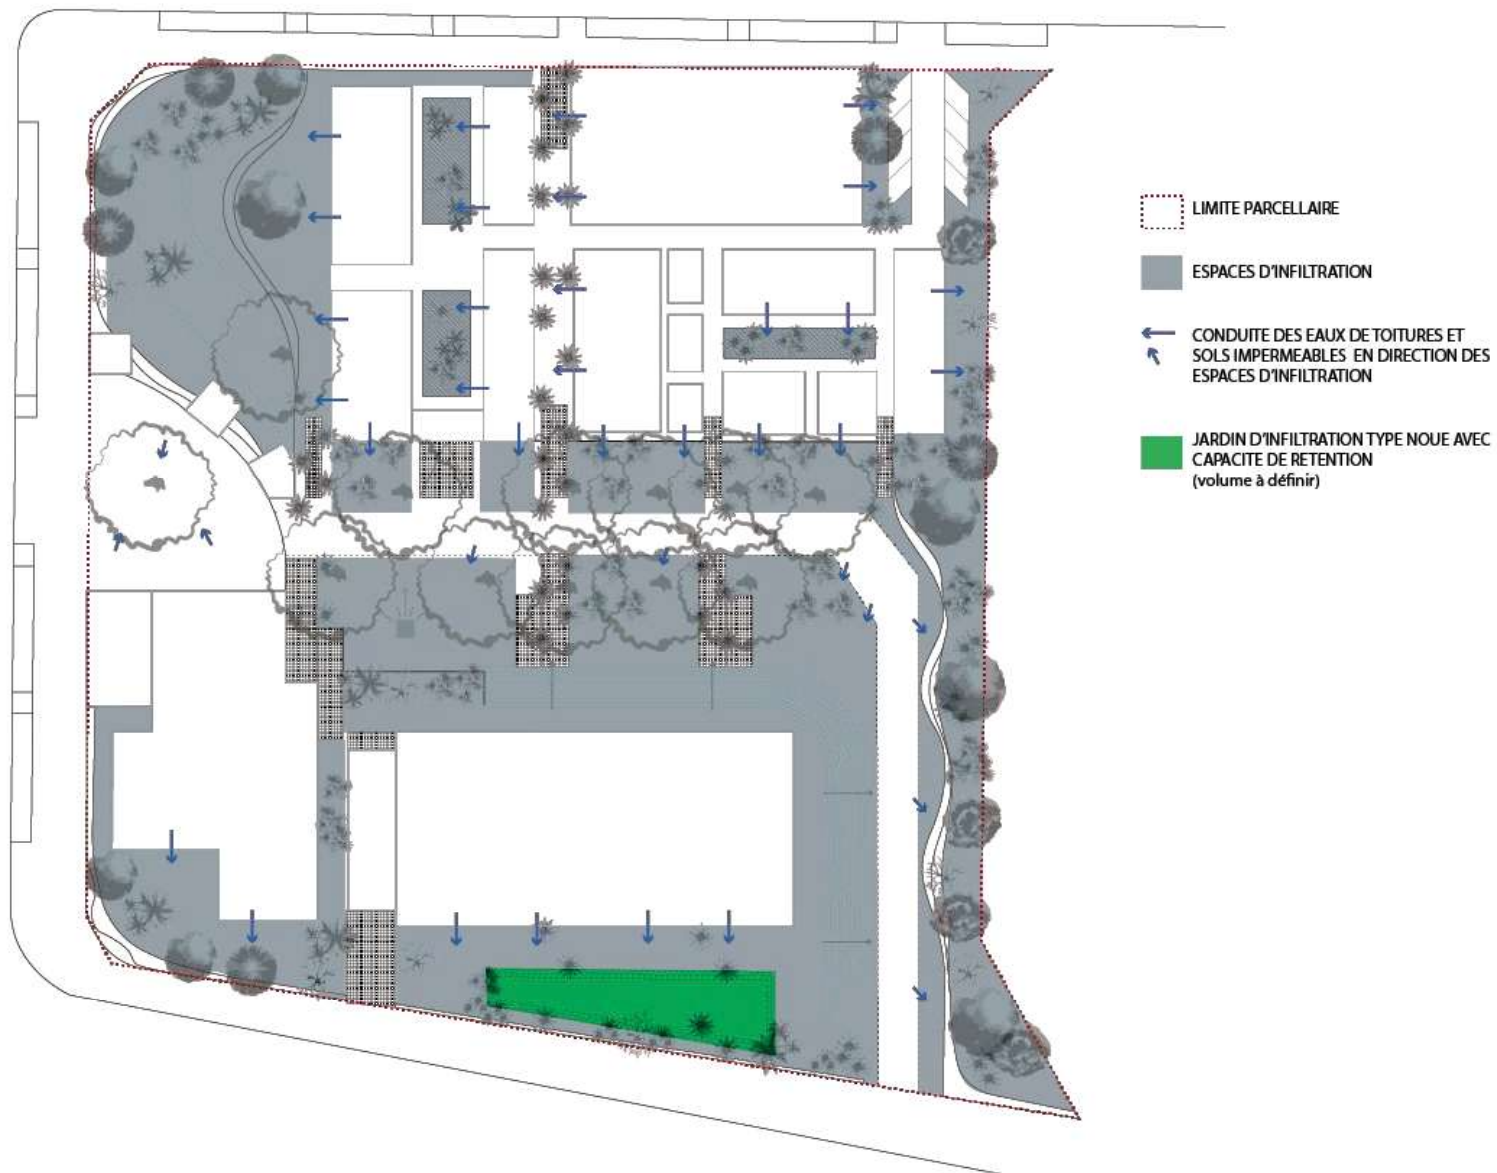 LIMITE PARCELLAIRE
ESPACES D'INFILTRATION
CONDUITE DES EAUX DE TOITURES ET
SOLS IMPERMEABLES EN DIRECTION DES
ESPACES D'INFILTRATION
JARDIN D'INFILTRATION TYPE NOUE AVEC
CAPACITE DE RETENTION
(volume à définir)